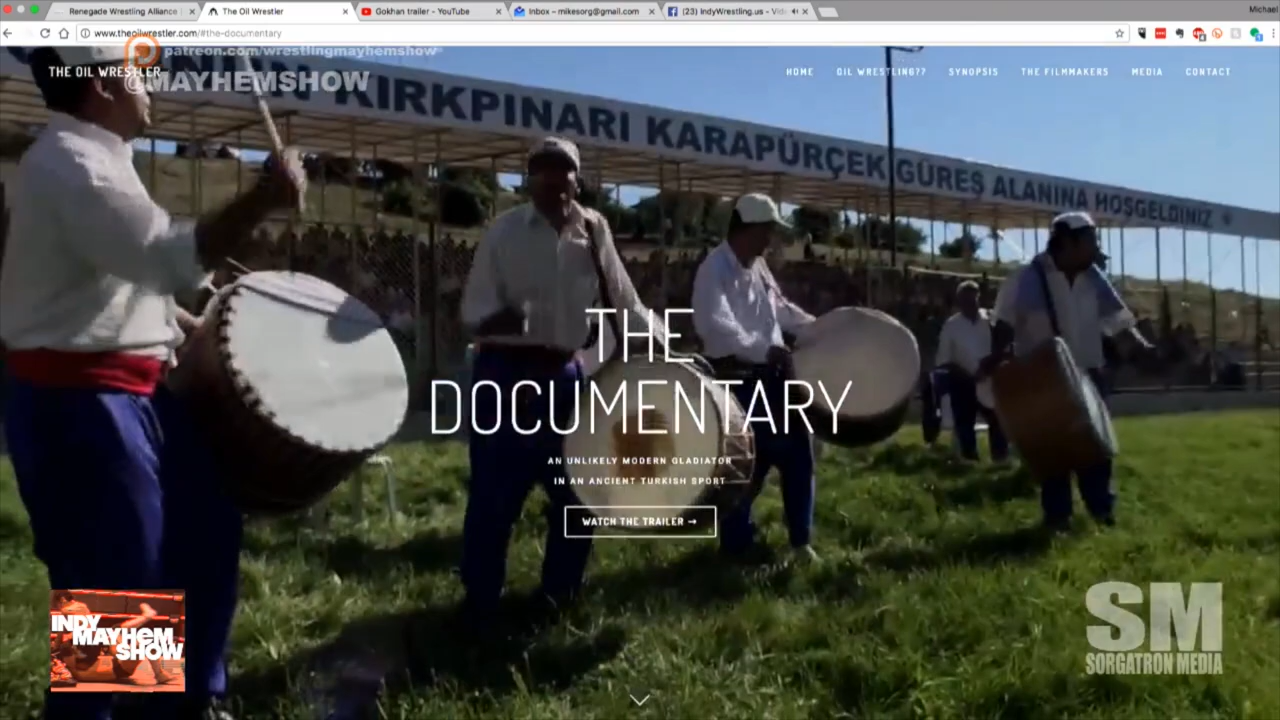 Renegade Wrestling Alliance
The Oil Wrestler
Gokhan trailer - YouTube
Inbox – mikesorg@gmail.com
(23) IndyWrestling.us - Vid
Michael
www.theoilwrestler.com/#the-documentary
patreon.com/wrestlingmayhemshow
@MAYHEMSHOW
THE OIL WRESTLER
HOME
OIL WRESTLING??
SYNOPSIS
THE FILMMAKERS
MEDIA
CONTACT
KIRKPINARI KARAPÜRÇEK GÜREŞ ALANINA HOŞGELDİNİZ
THE
DOCUMENTARY
AN UNLIKELY MODERN GLADIATOR
IN AN ANCIENT TURKISH SPORT
WATCH THE TRAILER →
INDY
MAYHEM
SHOW
SM
SORGATRON MEDIA